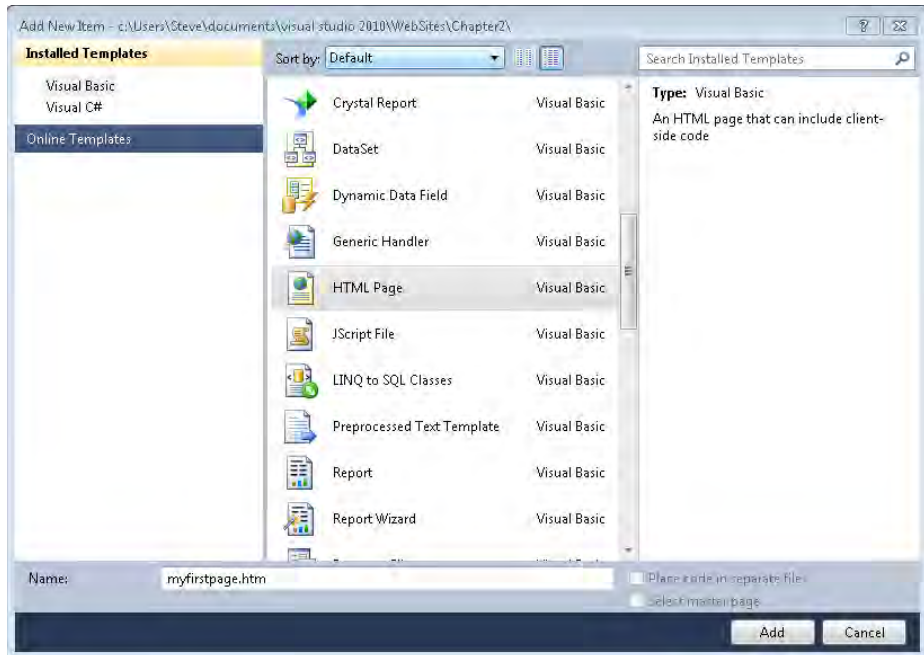 Add New Item - c:\Users\Steve\documents\visual studio 2010\WebSites\Chapter2\
Installed Templates
Visual Basic
Visual C#
Online Templates
Sort by: Default
Search Installed Templates
Crystal Report Visual Basic
DataSet Visual Basic
Dynamic Data Field Visual Basic
Generic Handler Visual Basic
HTML Page Visual Basic
JScript File Visual Basic
LINQ to SQL Classes Visual Basic
Preprocessed Text Template Visual Basic
Report Visual Basic
Report Wizard Visual Basic
Type: Visual Basic
An HTML page that can include client-
side code
Name: myfirstpage.htm
Place code in separate file
Select master page
Add Cancel